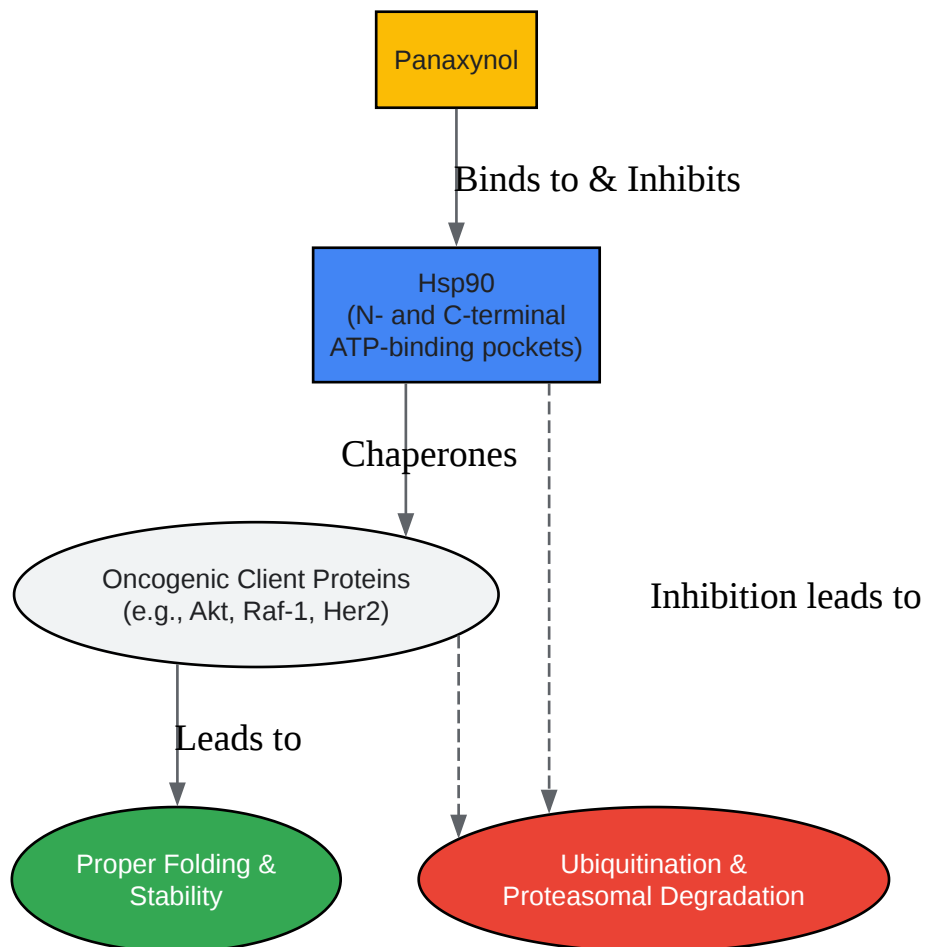 Panaxynol
Binds to & Inhibits
Hsp90
(N- and C-terminal
ATP-binding pockets)
Chaperones
Oncogenic Client Proteins
(e.g., Akt, Raf-1, Her2)
Inhibition leads to
Leads to
Proper Folding &
Stability
Ubiquitination &
Proteasomal Degradation